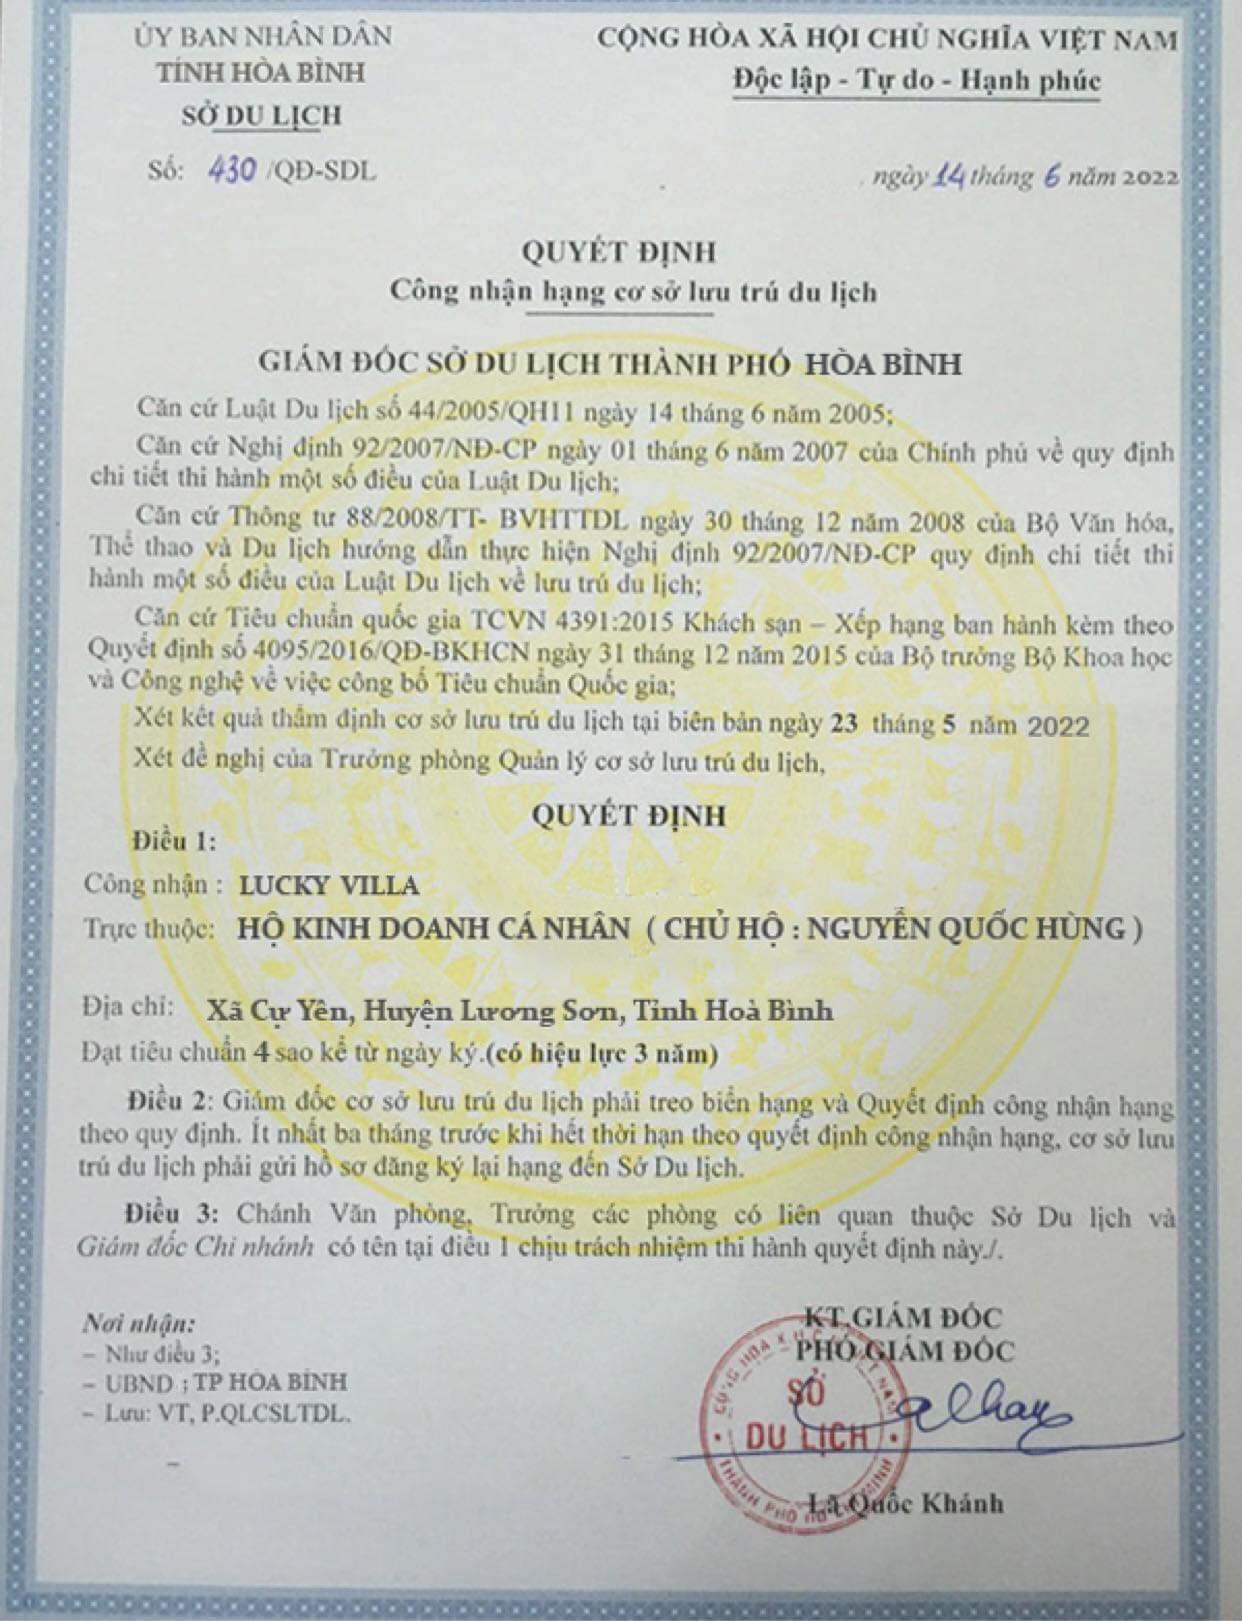 ỦY BAN NHÂN DÂN
TỈNH HÒA BÌNH
SỞ DU LỊCH
Số: 430 /QĐ-SDL
CỘNG HÒA XÃ HỘI CHỦ NGHĨA VIỆT NAM
Độc lập - Tự do - Hạnh phúc
, ngày 14 tháng 6 năm 2022
QUYẾT ĐỊNH
Công nhận hạng cơ sở lưu trú du lịch
GIÁM ĐỐC SỞ DU LỊCH THÀNH PHỐ HÒA BÌNH
Căn cứ Luật Du lịch số 44/2005/QH11 ngày 14 tháng 6 năm 2005;
Căn cứ Nghị định 92/2007/NĐ-CP ngày 01 tháng 6 năm 2007 của Chính phủ về quy định
chi tiết thi hành một số điều của Luật Du lịch;
Căn cứ Thông tư 88/2008/TT- BVHTTDL ngày 30 tháng 12 năm 2008 của Bộ Văn hóa,
Thể thao và Du lịch hướng dẫn thực hiện Nghị định 92/2007/NĐ-CP quy định chi tiết thi
hành một số điều của Luật Du lịch về lưu trú du lịch;
Căn cứ Tiêu chuẩn quốc gia TCVN 4391:2015 Khách sạn – Xếp hạng ban hành kèm theo
Quyết định số 4095/2016/QĐ-BKHCN ngày 31 tháng 12 năm 2015 của Bộ trưởng Bộ Khoa học
và Công nghệ về việc công bố Tiêu chuẩn Quốc gia;
Xét kết quả thẩm định cơ sở lưu trú du lịch tại biên bản ngày 23 tháng 5 năm 2022
Xét đề nghị của Trưởng phòng Quản lý cơ sở lưu trú du lịch,
QUYẾT ĐỊNH
Điều 1:
Công nhận : LUCKY VILLA
Trực thuộc: HỘ KINH DOANH CÁ NHÂN ( CHỦ HỘ : NGUYỄN QUỐC HÙNG )
Địa chỉ: Xã Cự Yên, Huyện Lương Sơn, Tỉnh Hoà Bình
Đạt tiêu chuẩn 4 sao kể từ ngày ký.(có hiệu lực 3 năm)
Điều 2: Giám đốc cơ sở lưu trú du lịch phải treo biển hạng và Quyết định công nhận hạng
theo quy định. Ít nhất ba tháng trước khi hết thời hạn theo quyết định công nhận hạng, cơ sở lưu
trú du lịch phải gửi hồ sơ đăng ký lại hạng đến Sở Du lịch.
Điều 3: Chánh Văn phòng, Trưởng các phòng có liên quan thuộc Sở Du lịch và
Giám đốc Chi nhánh có tên tại điều 1 chịu trách nhiệm thi hành quyết định này./.
Nơi nhận:
– Như điều 3;
– UBND ; TP HÒA BÌNH
– Lưu: VT, P.QLCSLTDL.
KT.GIÁM ĐỐC
PHÓ GIÁM ĐỐC
SỞ
DU LỊCH
THÀNH PHỐ HỒ CHÍ MINH
Lã Quốc Khánh